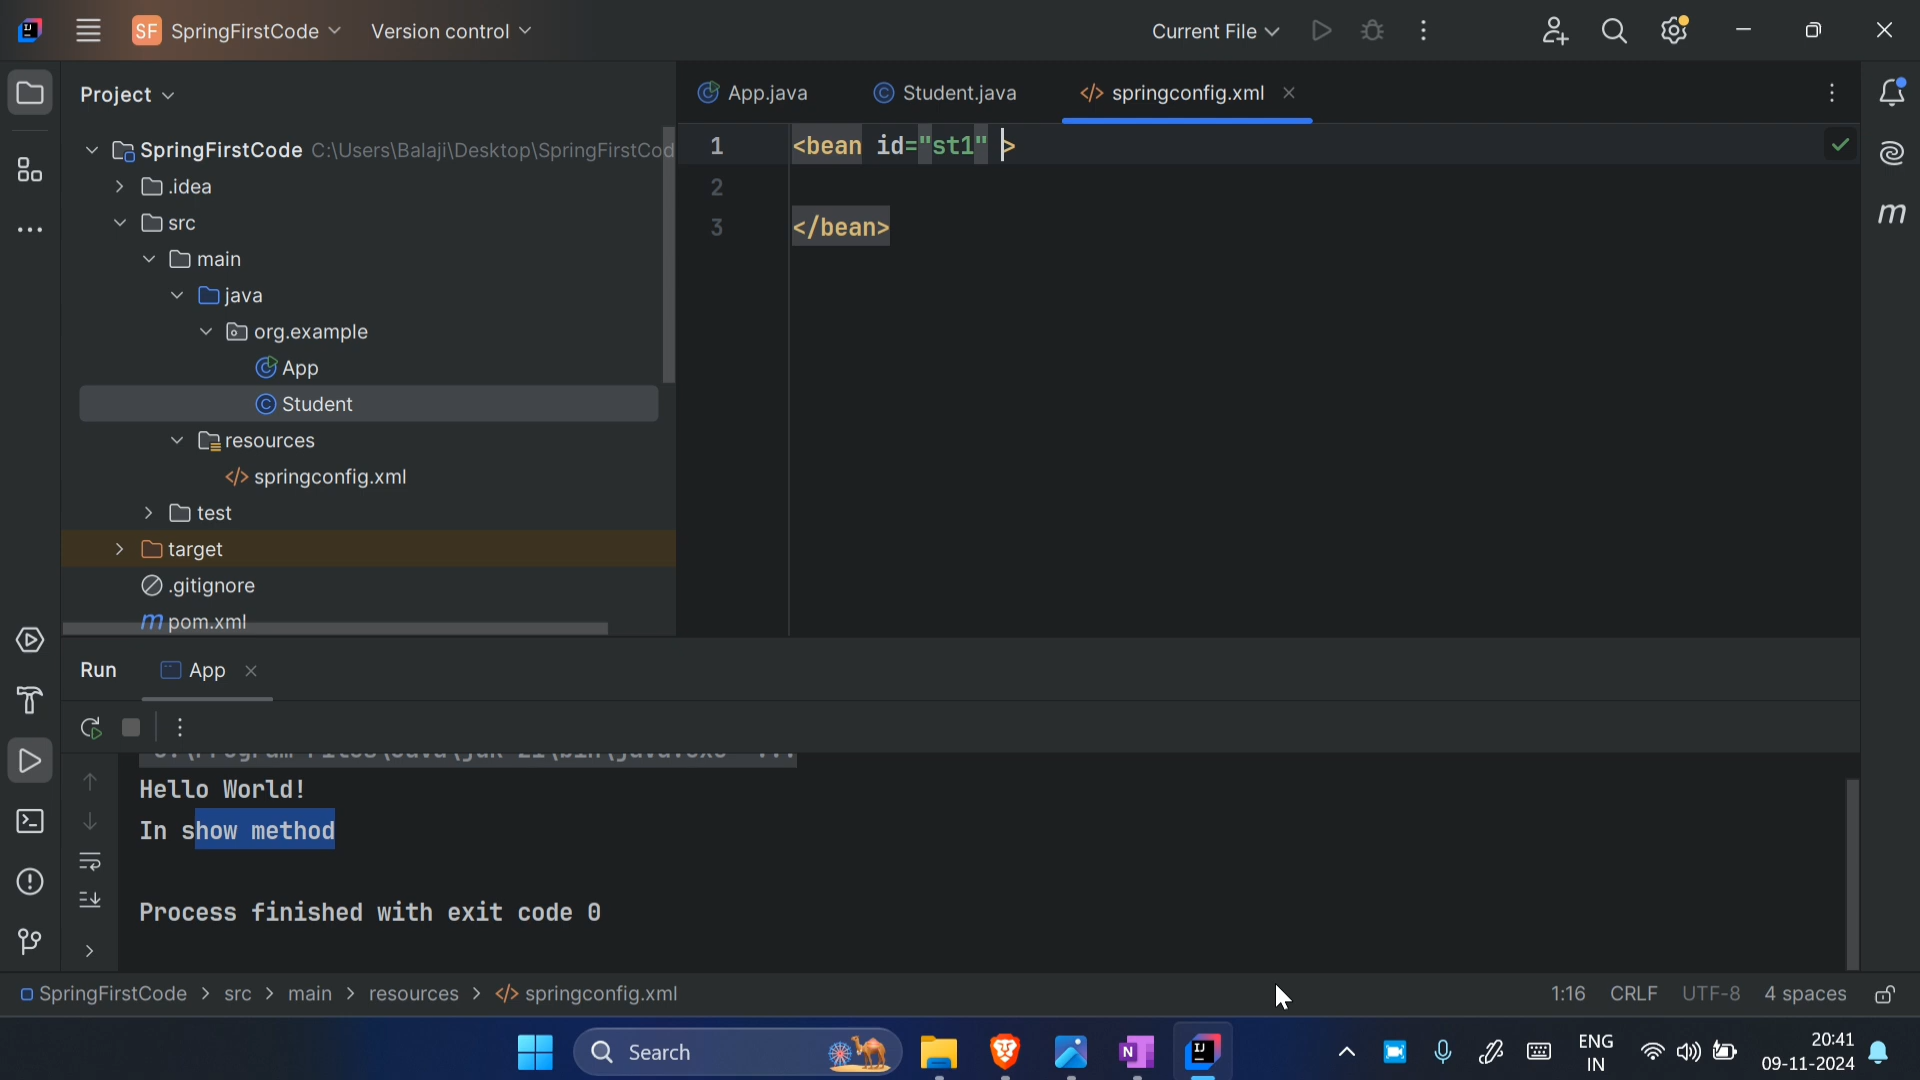 SF SpringFirstCode Version control Current File
Project
App.java Student.java </> springconfig.xml
SpringFirstCode C:\Users\Balaji\Desktop\SpringFirstCod
.idea
src
main
java
org.example
App
Student
resources
</> springconfig.xml
test
target
.gitignore
m pom.xml
1 <bean id="st1" >
2
3 </bean>
Run App
Hello World!
In show method
Process finished with exit code 0
SpringFirstCode > src > main > resources > </> springconfig.xml 1:16 CRLF UTF-8 4 spaces
Search ENG
IN
20:41
09-11-2024